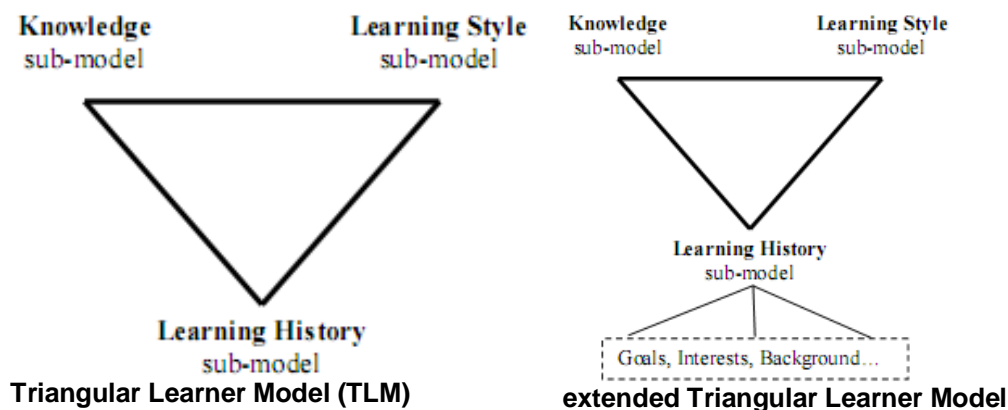 Knowledge
sub-model
Learning Style
sub-model
Learning History
sub-model
Triangular Learner Model (TLM)
Knowledge
sub-model
Learning Style
sub-model
Learning History
sub-model
Goals, Interests, Background...
extended Triangular Learner Model